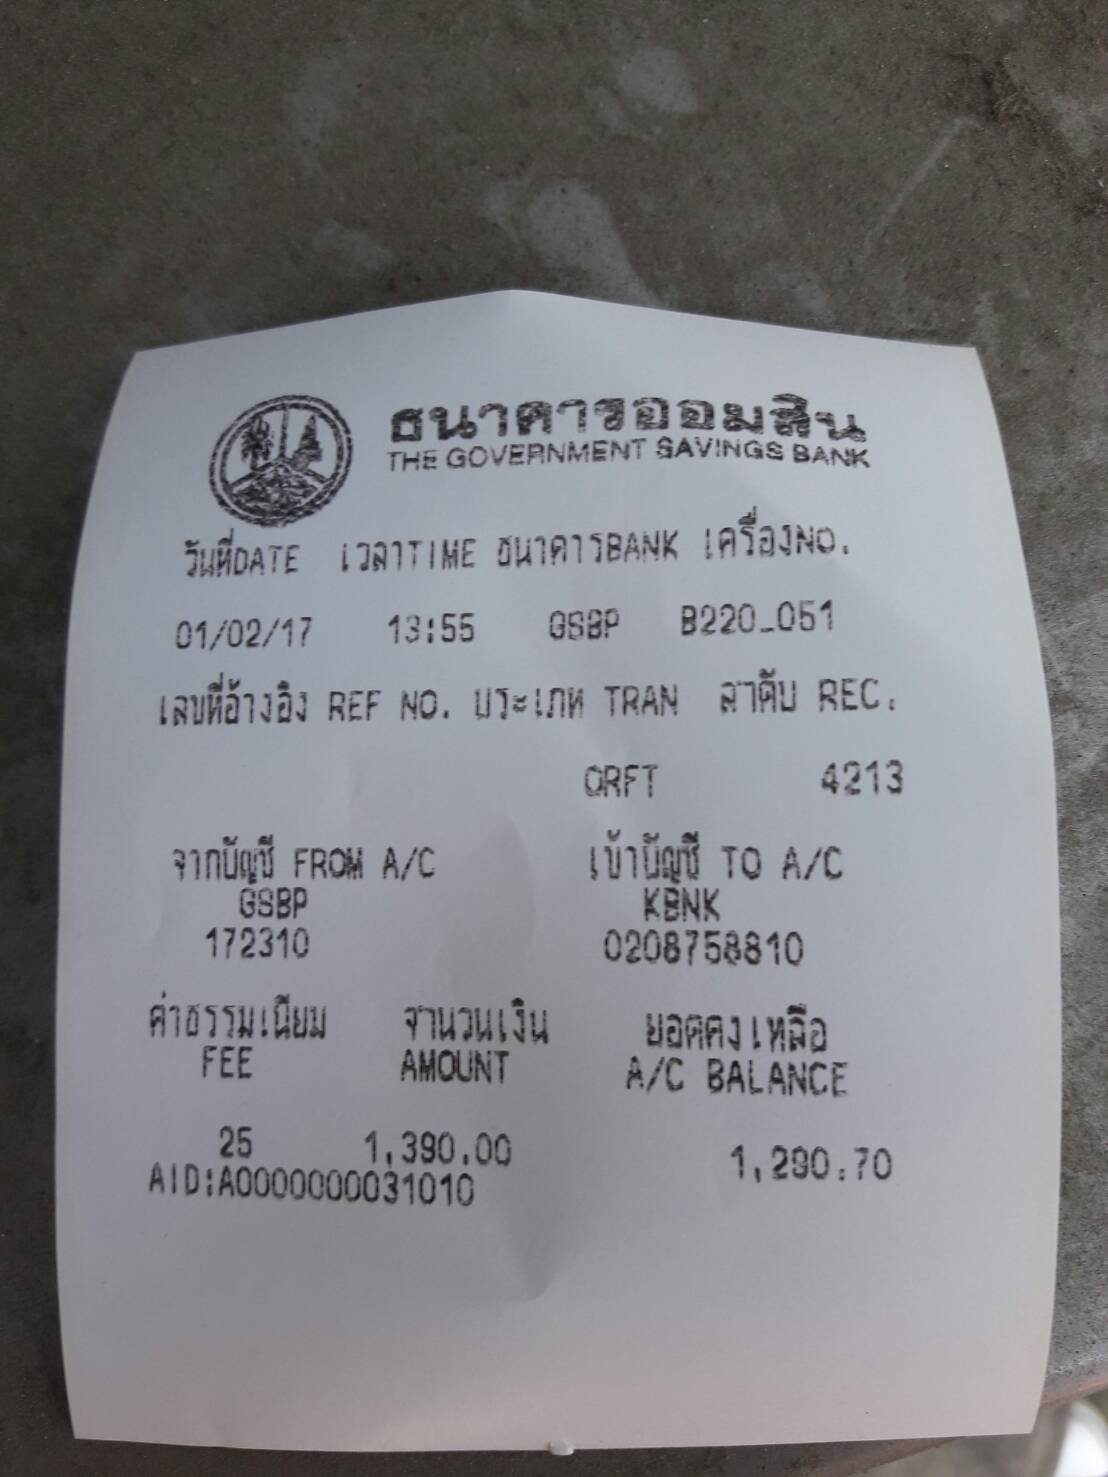 ธนาคารออมสิน
THE GOVERNMENT SAVINGS BANK
วันที่DATE เวลาTIME ธนาคารBANK เครื่องNO.
01/02/17 13:55 GSBP B220_051
เลขที่อ้างอิง REF NO. ประเภท TRAN ลำดับ REC.
ORFT 4213
จากบัญชี FROM A/C เข้าบัญชี TO A/C
GSBP KBNK
172310 0208758810
ค่าธรรมเนียม จำนวนเงิน ยอดคงเหลือ
FEE AMOUNT A/C BALANCE
25 1,390.00 1,290.70
AID:A0000000031010